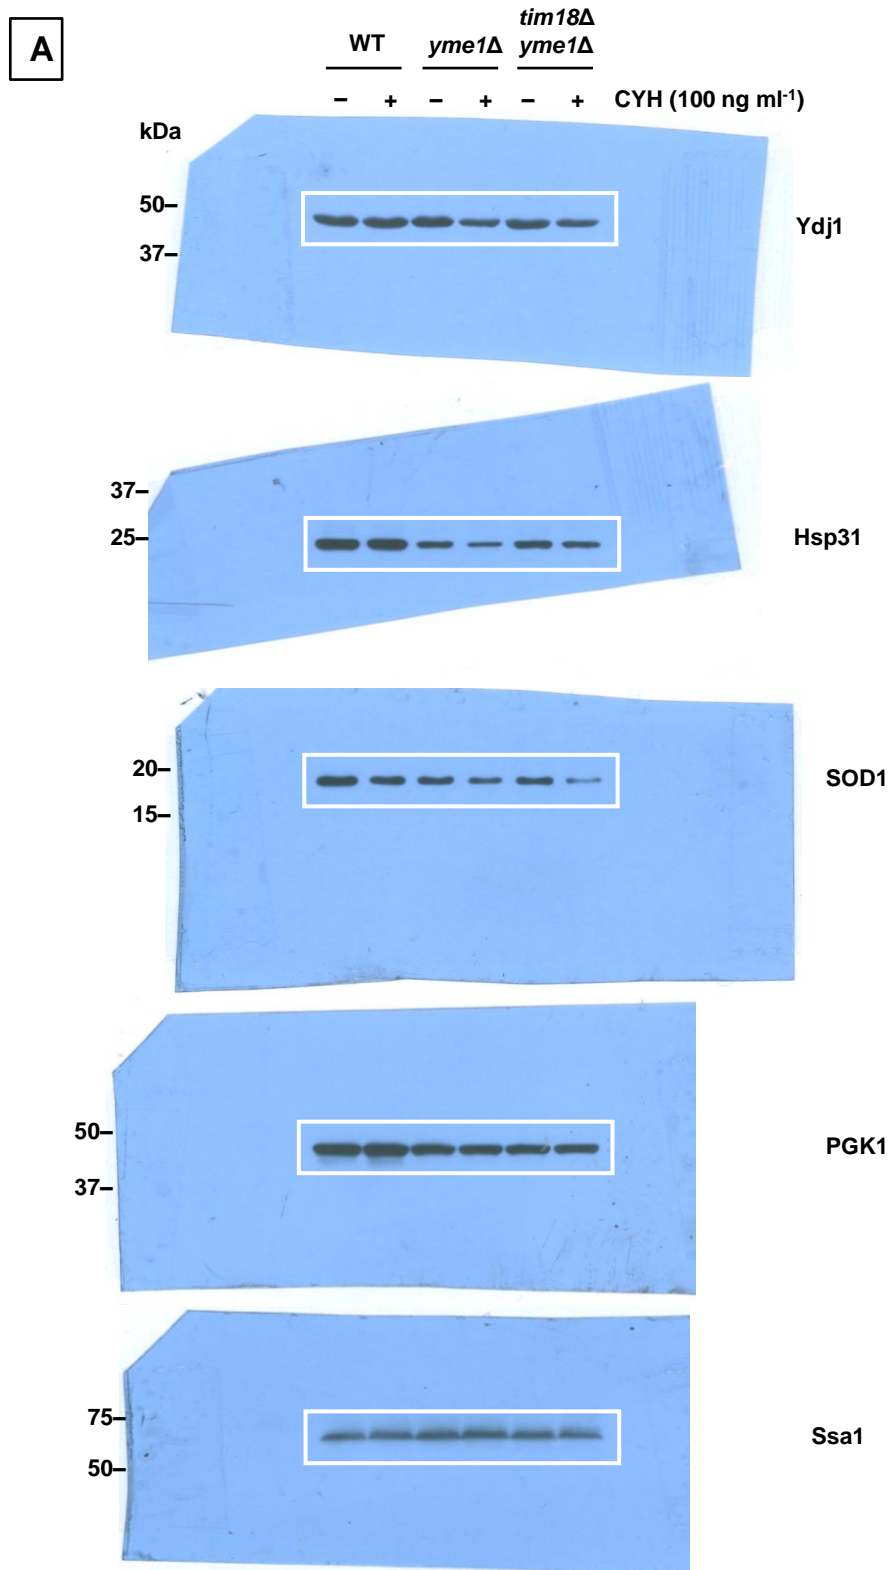 A
WT
yme1Δ
tim18Δ
yme1Δ
− + − + − + CYH (100 ng ml⁻¹)
kDa
50–
37–
Ydj1
37–
25–
Hsp31
20–
15–
SOD1
50–
37–
PGK1
75–
50–
Ssa1